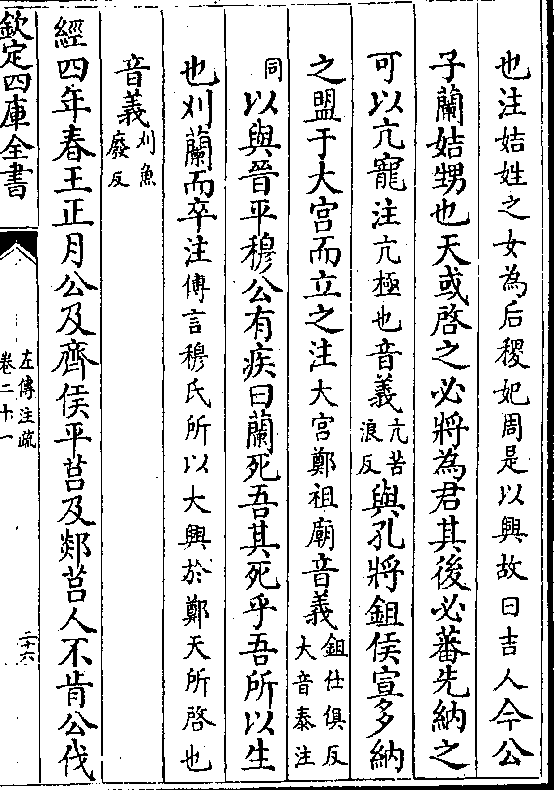 也注姞姓之女為后稷妃周是以興故曰吉人今公
子蘭姞甥也天或啓之必將為君其後必蕃先納之
可以亢寵注亢極也音義亢苦浪反與孔將鉏侯宣多納
之盟于大宮而立之注大宮鄭祖廟音義鉏仕俱反大音泰注
同以與晉平穆公有疾曰蘭死吾其死乎吾所以生
也刈蘭而卒注傳言穆氏所以大興於鄭天所啓也
音義刈魚廢反
經四年春王正月公及齊侯平莒及郯莒人不肯公伐
欽定四庫全書
左傳注疏
卷二十一
二十六